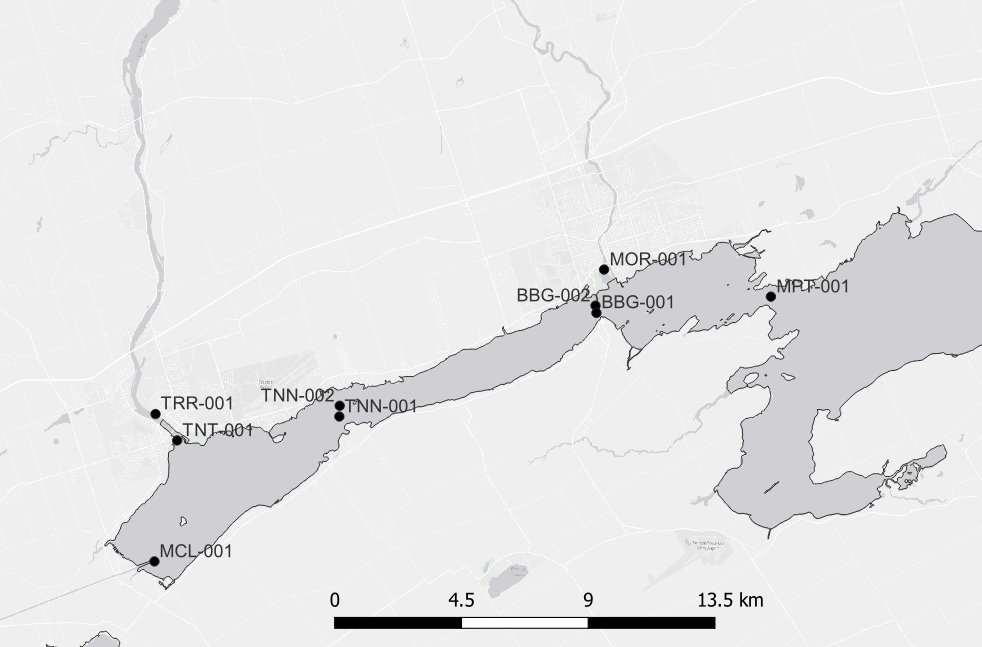 MOR-001
BBG-002
BBG-001
MPT-001
TNN-002
TNN-001
TRR-001
TNT-001
MCL-001
0 4.5 9 13.5 km